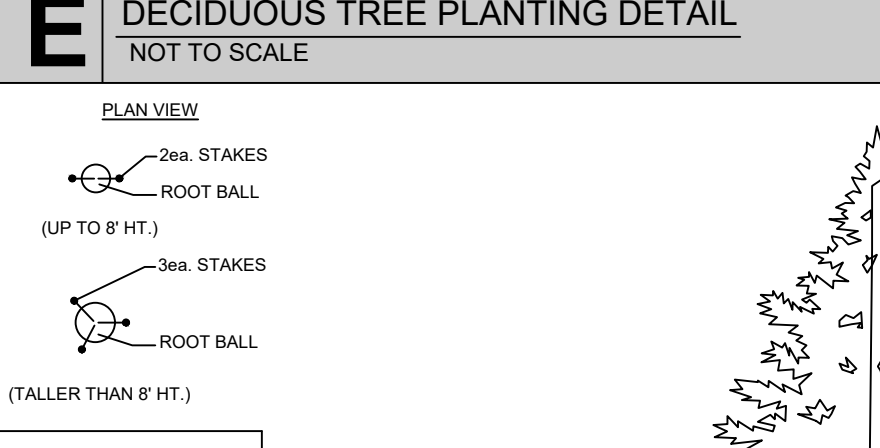 E
DECIDUOUS TREE PLANTING DETAIL
NOT TO SCALE
PLAN VIEW
2ea. STAKES
ROOT BALL
(UP TO 8' HT.)
3ea. STAKES
ROOT BALL
(TALLER THAN 8' HT.)